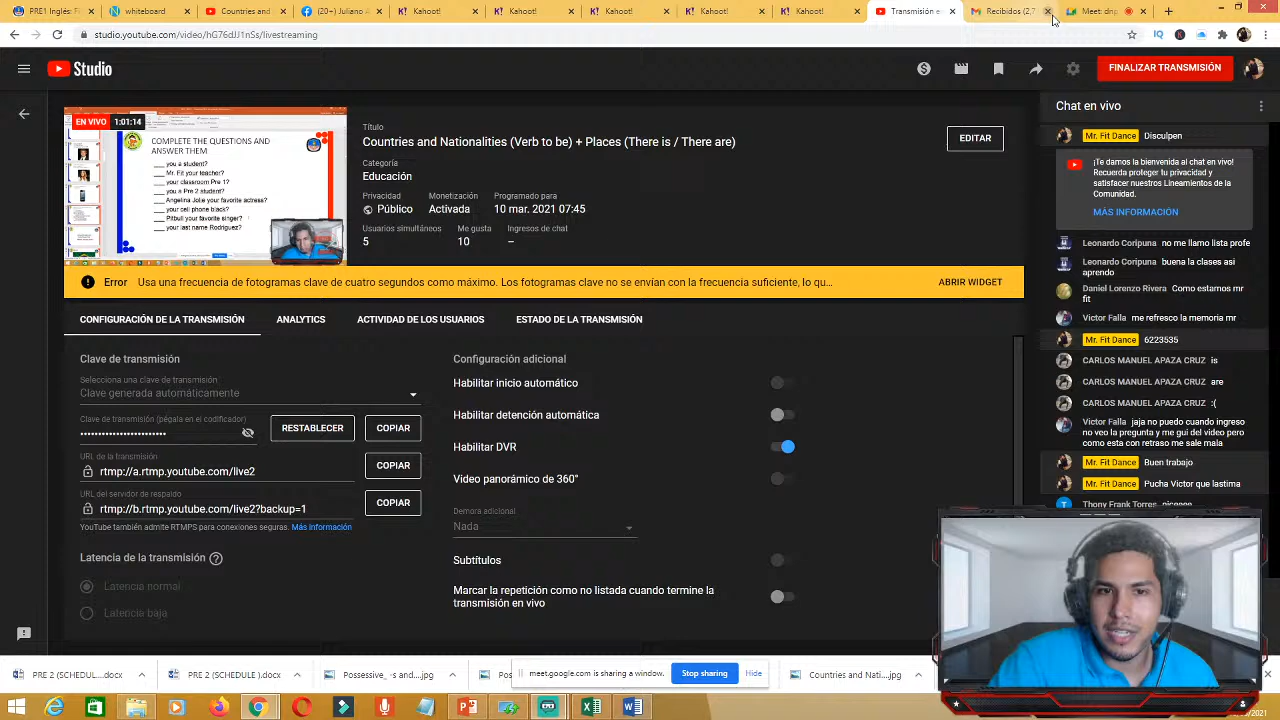 PRE1 Inglés: F
whiteboard
Countries and
(20+) Juliano A
Kahoot!
Kahoot!
Kahoot!
Kahoot!
Kahoot!
Transmisión e
Recibidos (2,7
Meet: dnp
studio.youtube.com/video/hG76dJ1nSsg/livestreaming
Studio
FINALIZAR TRANSMISIÓN
EN VIVO 1:01:14
COMPLETE THE QUESTIONS AND
ANSWER THEM
____ you a student?
____ Mr. Fit your teacher?
____ your classroom Pre 1?
____ you a Pre 2 student?
____ Angelina Jolie your favorite actress?
____ your cell phone black?
____ Pitbull your favorite singer?
____ your last name Rodriguez?
Título
Countries and Nationalities (Verb to be) + Places (There is / There are)
EDITAR
Categoría
Educación
Privacidad Monetización Programado para
Público Activada 10 mar. 2021 07:45
Usuarios simultáneos Me gusta Ingresos de chat
5 10 –
Error Usa una frecuencia de fotogramas clave de cuatro segundos como máximo. Los fotogramas clave no se envían con la frecuencia suficiente, lo qu...
ABRIR WIDGET
CONFIGURACIÓN DE LA TRANSMISIÓN ANALYTICS ACTIVIDAD DE LOS USUARIOS ESTADO DE LA TRANSMISIÓN
Clave de transmisión
Selecciona una clave de transmisión
Clave generada automáticamente
Clave de transmisión (pégala en el codificador)
••••••••••••••••••••••••
RESTABLECER COPIAR
URL de la transmisión
rtmp://a.rtmp.youtube.com/live2
COPIAR
URL del servidor de respaldo
rtmp://b.rtmp.youtube.com/live2?backup=1
COPIAR
YouTube también admite RTMPS para conexiones seguras. Más información
Latencia de la transmisión
Latencia normal
Latencia baja
Configuración adicional
Habilitar inicio automático
Habilitar detención automática
Habilitar DVR
Video panorámico de 360°
Demora adicional
Nada
Subtítulos
Marcar la repetición como no listada cuando termine la
transmisión en vivo
Chat en vivo
Mr. Fit Dance Disculpen
¡Te damos la bienvenida al chat en vivo!
Recuerda proteger tu privacidad y
satisfacer nuestros Lineamientos de la
Comunidad.
MÁS INFORMACIÓN
Leonardo Coripuna no me llamo lista profe
Leonardo Coripuna buena la clases asi
aprendo
Daniel Lorenzo Rivera Como estamos mr
fit
Victor Falla me refresco la memoria mr
Mr. Fit Dance 6223535
CARLOS MANUEL APAZA CRUZ is
CARLOS MANUEL APAZA CRUZ are
CARLOS MANUEL APAZA CRUZ :(
Victor Falla jaja no puedo cuando ingreso
no veo la pregunta y me gui del video pero
como esta con retraso me sale mala
Mr. Fit Dance Buen trabajo
Mr. Fit Dance Pucha Victor que lastima
Thony Frank Torres
PRE 2 (SCHEDUL....docx
PRE 2 (SCHEDULE ).docx
Possessive_-s and-....jpg
Pos
meet.google.com is sharing a window.
Stop sharing
Hide
Countries and Nati....jpg